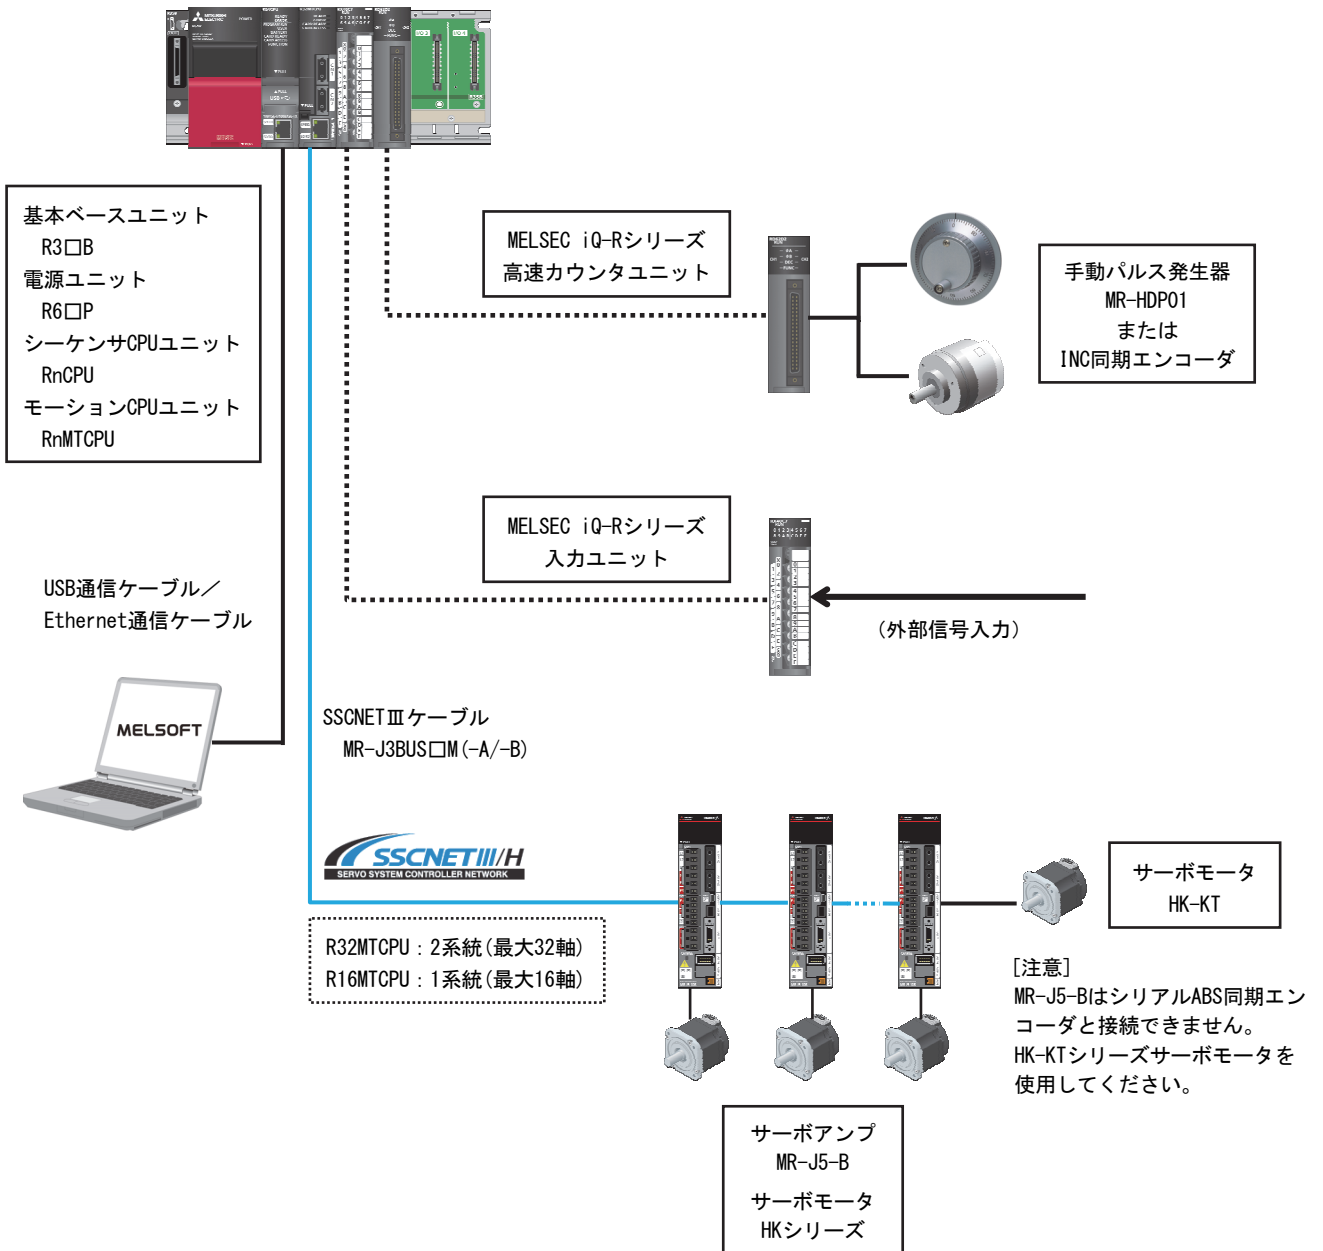 MITSUBISHI
ELECTRIC
POWER
I/O 3
I/O 4
R35B
USB
基本ベースユニット
R3□B
電源ユニット
R6□P
シーケンサCPUユニット
RnCPU
モーションCPUユニット
RnMTCPU
MELSEC iQ-Rシリーズ
高速カウンタユニット
手動パルス発生器
MR-HDP01
または
INC同期エンコーダ
MELSEC iQ-Rシリーズ
入力ユニット
(外部信号入力)
USB通信ケーブル/
Ethernet通信ケーブル
MELSOFT
SSCNETⅢケーブル
MR-J3BUS□M(-A/-B)
SSCNETⅢ/H
SERVO SYSTEM CONTROLLER NETWORK
R32MTCPU:2系統(最大32軸)
R16MTCPU:1系統(最大16軸)
サーボモータ
HK-KT
[注意]
MR-J5-BはシリアルABS同期エン
コーダと接続できません。
HK-KTシリーズサーボモータを
使用してください。
サーボアンプ
MR-J5-B
サーボモータ
HKシリーズ